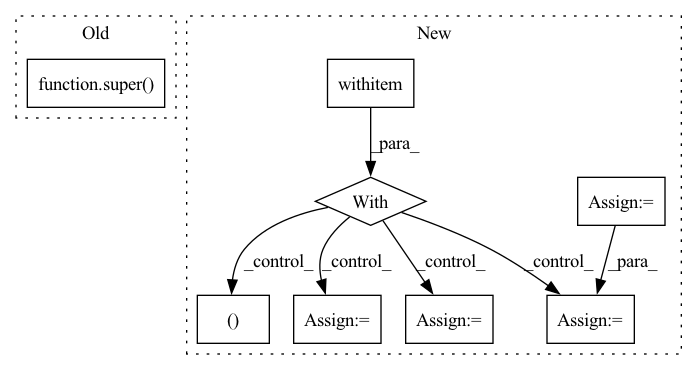 Old
New
function.super()
withitem
_para_
With
Assign:=
_control_
_control_
_control_
_control_
_para_
()
Assign:=
Assign:=
Assign:=